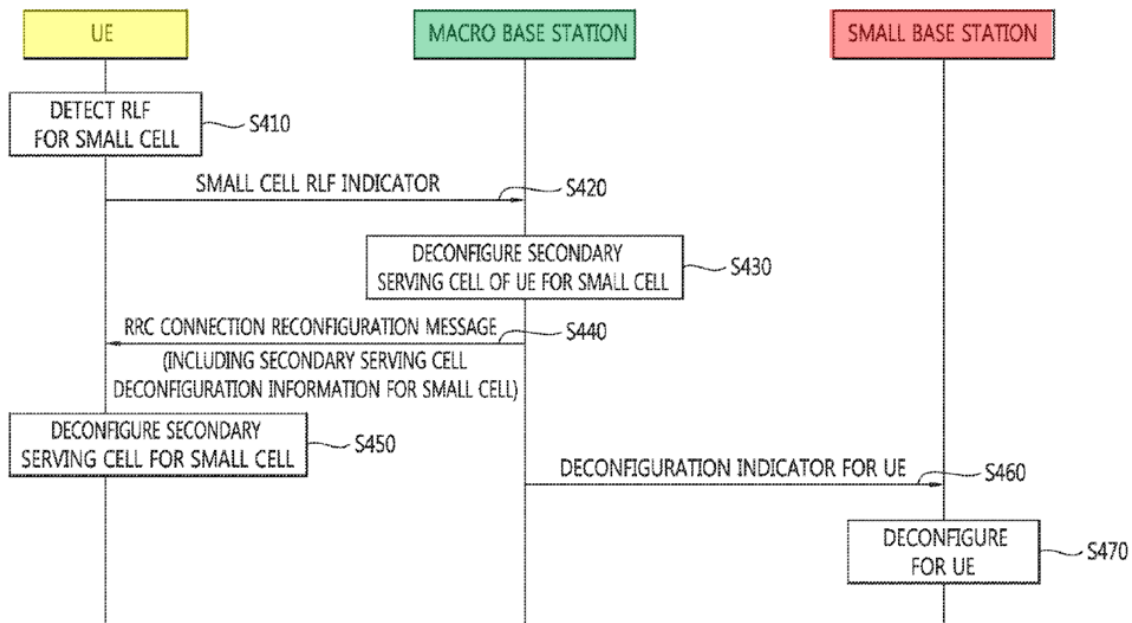 UE
MACRO BASE STATION
SMALL BASE STATION
DETECT RLF
FOR SMALL CELL
S410
SMALL CELL RLF INDICATOR
S420
DECONFIGURE SECONDARY
SERVING CELL OF UE FOR SMALL CELL
S430
RRC CONNECTION RECONFIGURATION MESSAGE
S440
(INCLUDING SECONDARY SERVING CELL
DECONFIGURATION INFORMATION FOR SMALL CELL)
DECONFIGURE SECONDARY
SERVING CELL FOR SMALL CELL
S450
DECONFIGURATION INDICATOR FOR UE
S460
DECONFIGURE
FOR UE
S470